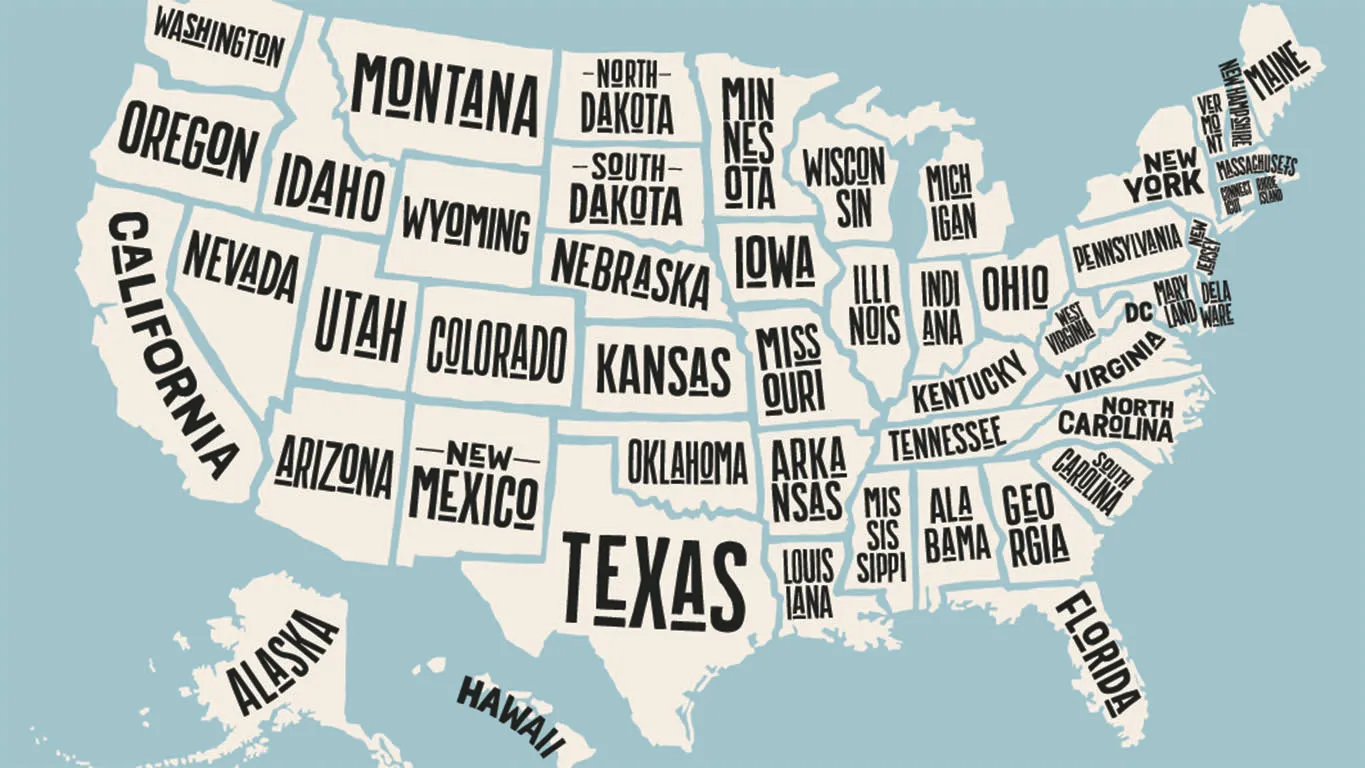 WASHINGTON
MONTANA
–NORTH–
DAKOTA
MIN
NES
OTA
MAINE
NEW HAMPSHIRE
VER
MO
NT
OREGON
IDAHO
WYOMING
–SOUTH–
DAKOTA
WISCON
SIN
MICH
IGAN
NEW
YORK
MASSACHUSETS
CONNECT
ICUT
RHODE
ISLAND
CALIFORNIA
NEVADA
UTAH
COLORADO
NEBRASKA
IOWA
ILLI
NOIS
INDI
ANA
OHIO
PENNSYLVANIA
NEW
JERSEY
WEST
VIRGINIA
DC
MARY
LAND
DELA
WARE
KANSAS
MISS
OURI
KENTUCKY
VIRGINIA
ARIZONA
—NEW—
MEXICO
OKLAHOMA
ARKA
NSAS
TENNESSEE
NORTH
CAROLINA
SOUTH
CAROLINA
TEXAS
LOUIS
IANA
MIS
SIS
SIPPI
ALA
BAMA
GEO
RGIA
FLORIDA
ALASKA
HAWAII